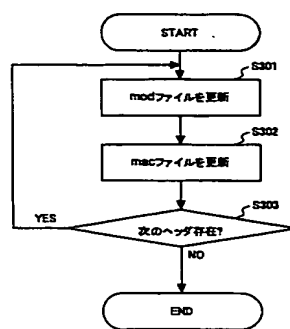 START
S301
modファイルを更新
S302
macファイルを更新
S303
次のヘッダ存在?
YES
NO
END